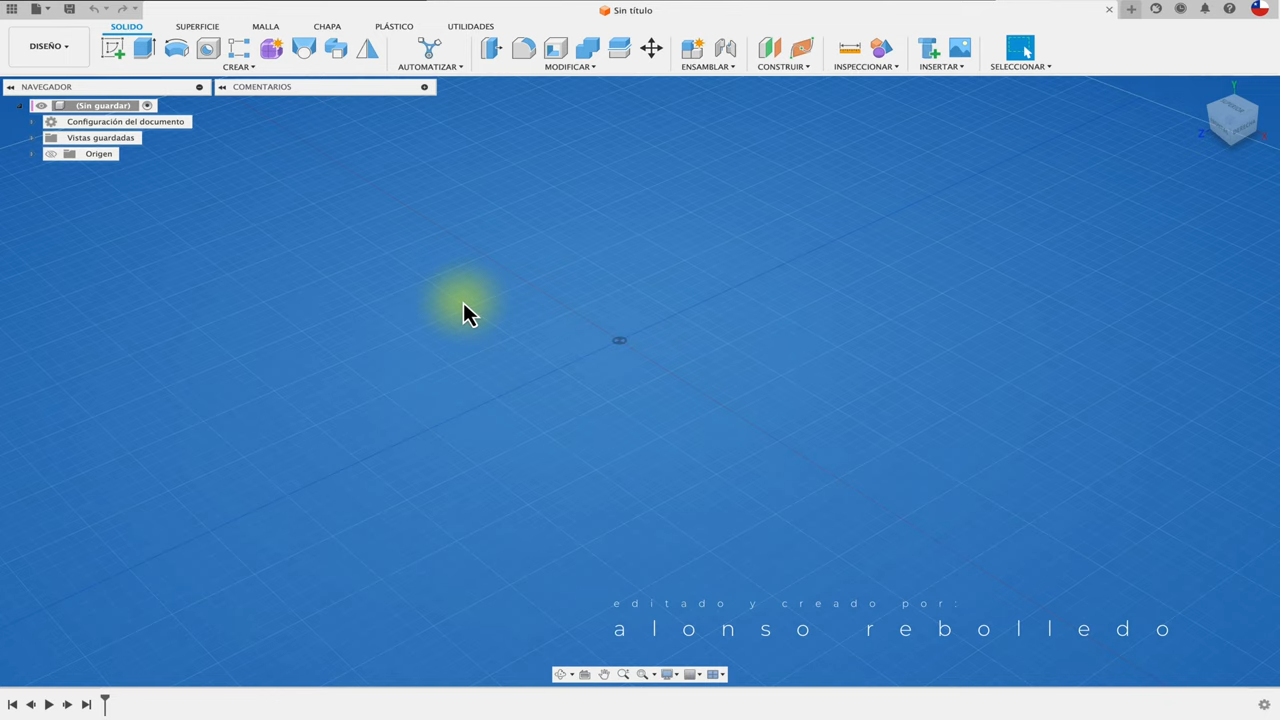 Sin título
DISEÑO
SOLIDO
SUPERFICIE
MALLA
CHAPA
PLÁSTICO
UTILIDADES
CREAR
AUTOMATIZAR
MODIFICAR
ENSAMBLAR
CONSTRUIR
INSPECCIONAR
INSERTAR
SELECCIONAR
NAVEGADOR
COMENTARIOS
(Sin guardar)
Configuración del documento
Vistas guardadas
Origen
Y
Z
editado y creado por:
alonso rebolledo